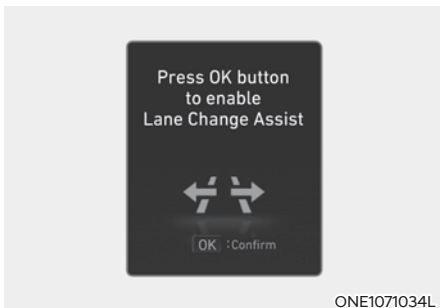 Press OK button
to enable
Lane Change Assist
OK :Confirm
ONE1071034L